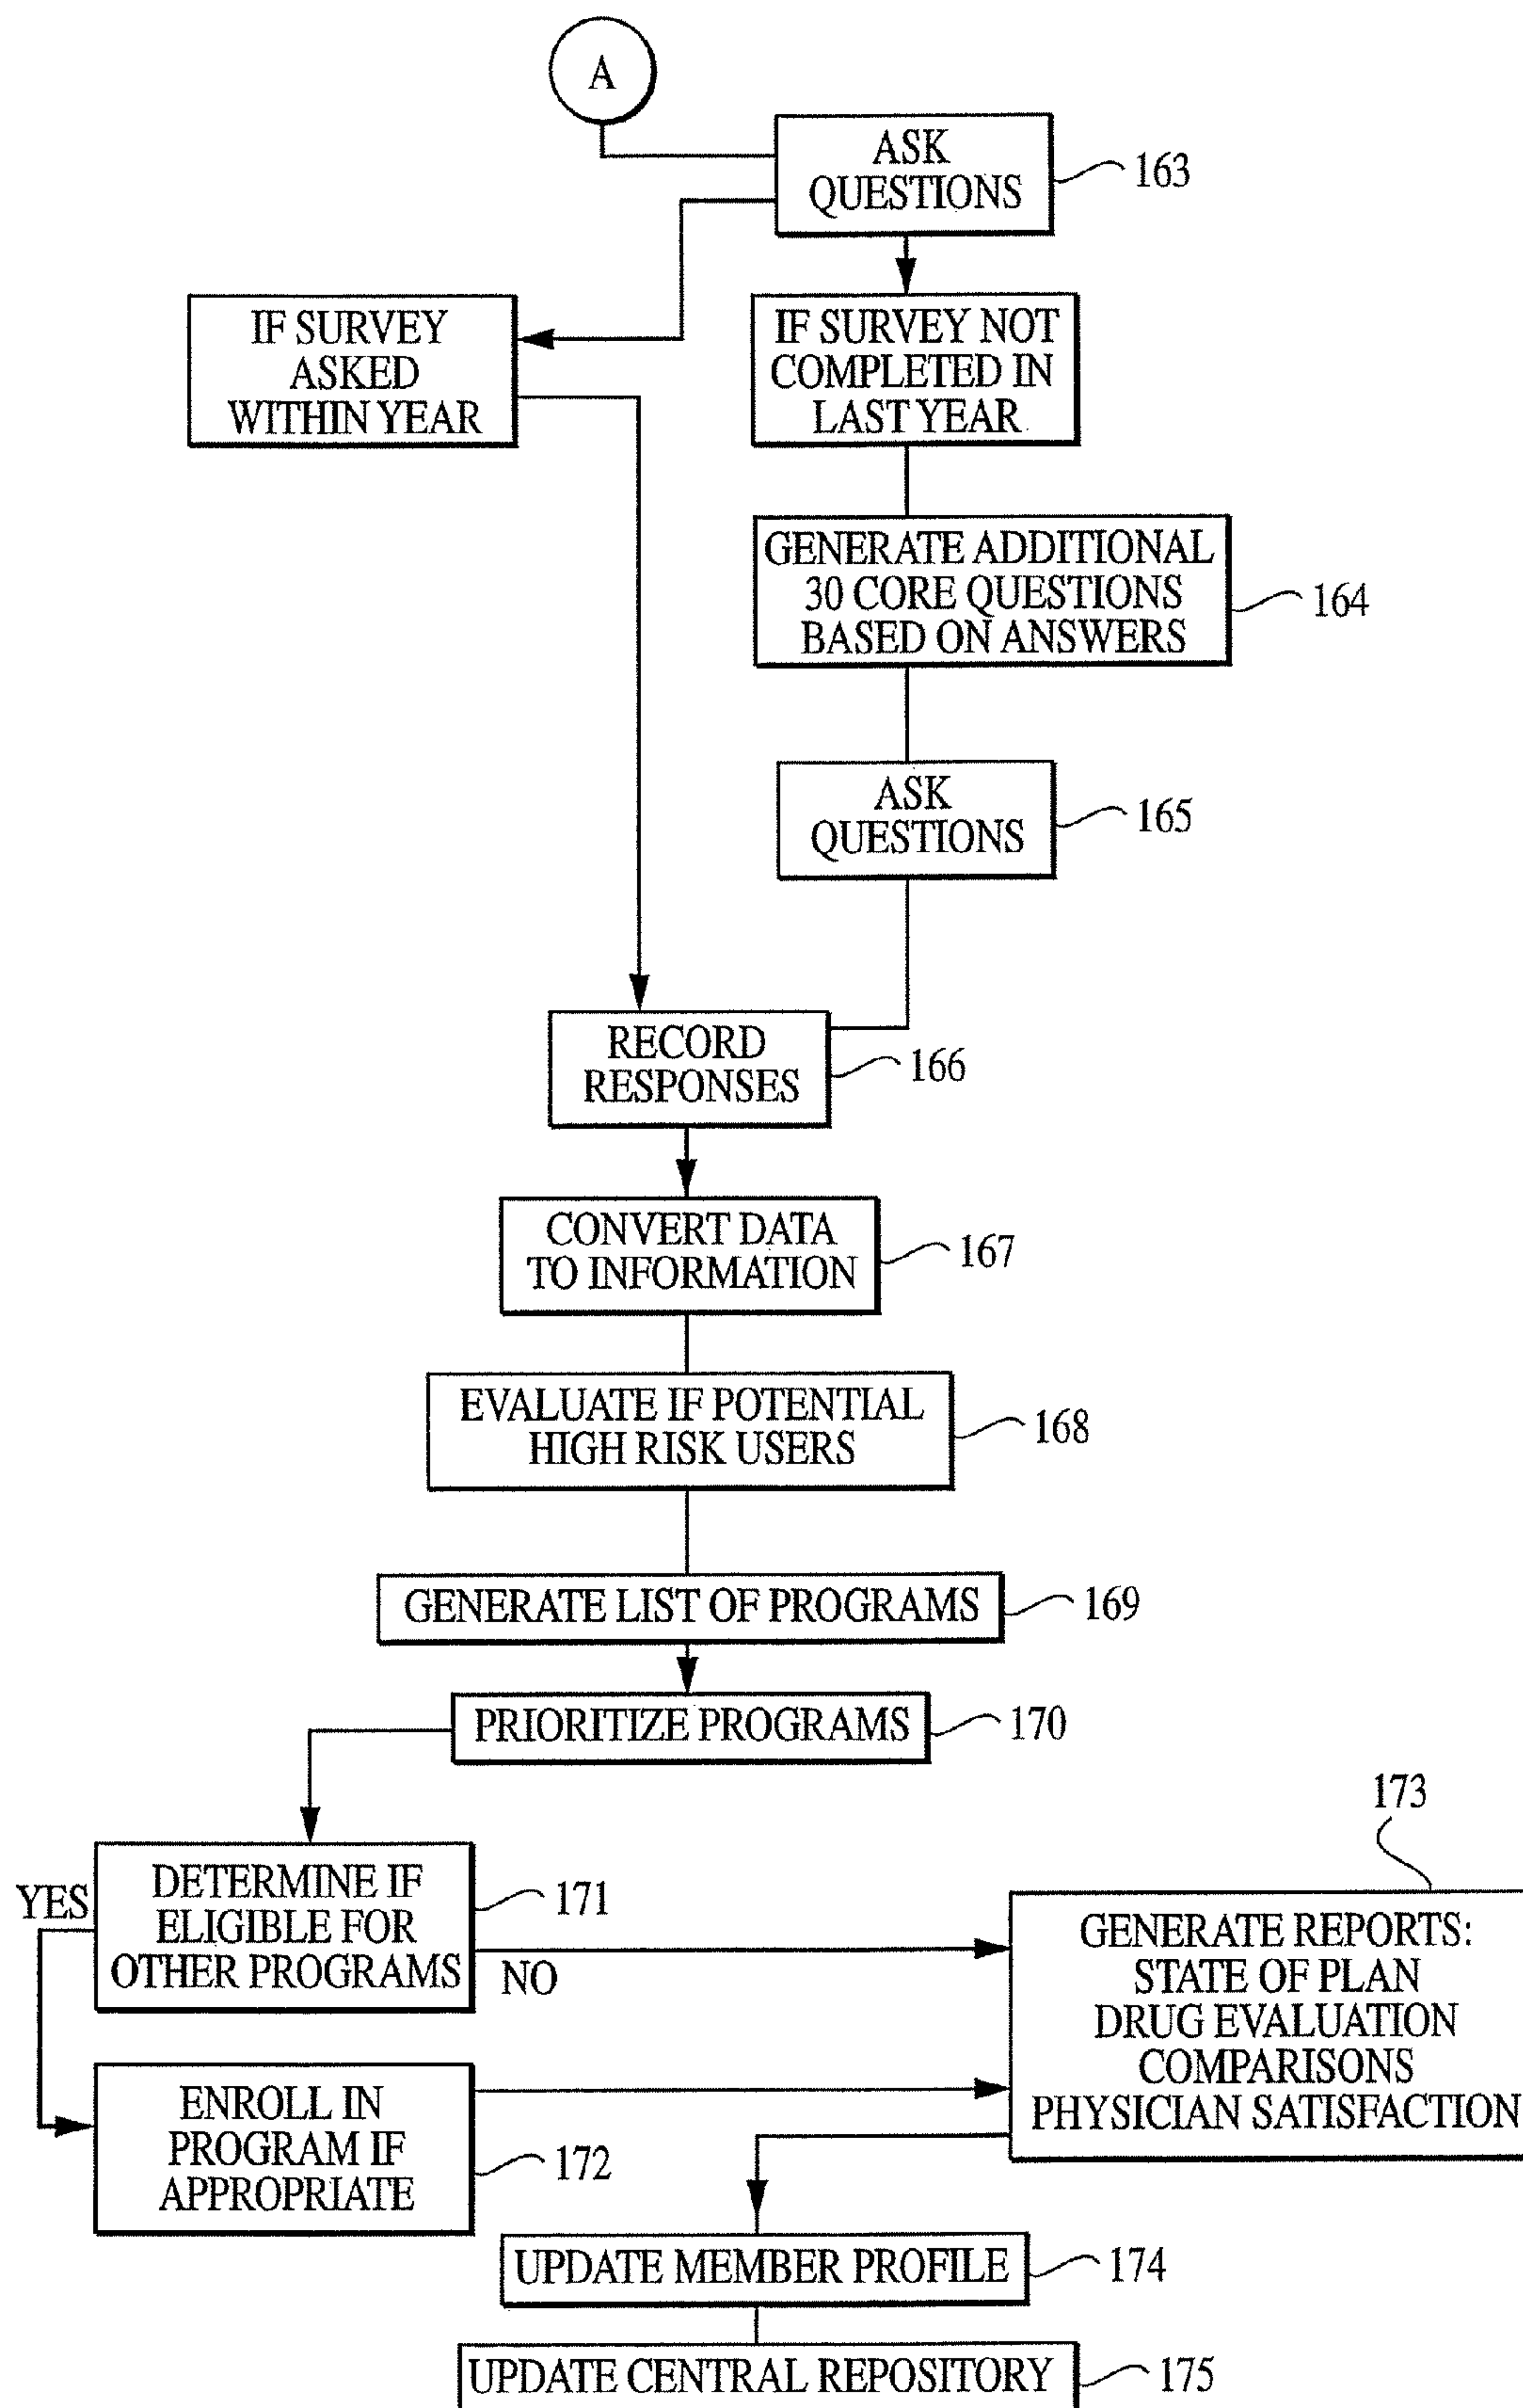 A
ASK
QUESTIONS
163
IF SURVEY
ASKED
WITHIN YEAR
IF SURVEY NOT
COMPLETED IN
LAST YEAR
GENERATE ADDITIONAL
30 CORE QUESTIONS
BASED ON ANSWERS
164
ASK
QUESTIONS
165
RECORD
RESPONSES
166
CONVERT DATA
TO INFORMATION
167
EVALUATE IF POTENTIAL
HIGH RISK USERS
168
GENERATE LIST OF PROGRAMS
169
PRIORITIZE PROGRAMS
170
YES
DETERMINE IF
ELIGIBLE FOR
OTHER PROGRAMS
171
NO
173
GENERATE REPORTS:
STATE OF PLAN
DRUG EVALUATION
COMPARISONS
PHYSICIAN SATISFACTION
ENROLL IN
PROGRAM IF
APPROPRIATE
172
UPDATE MEMBER PROFILE
174
UPDATE CENTRAL REPOSITORY
175